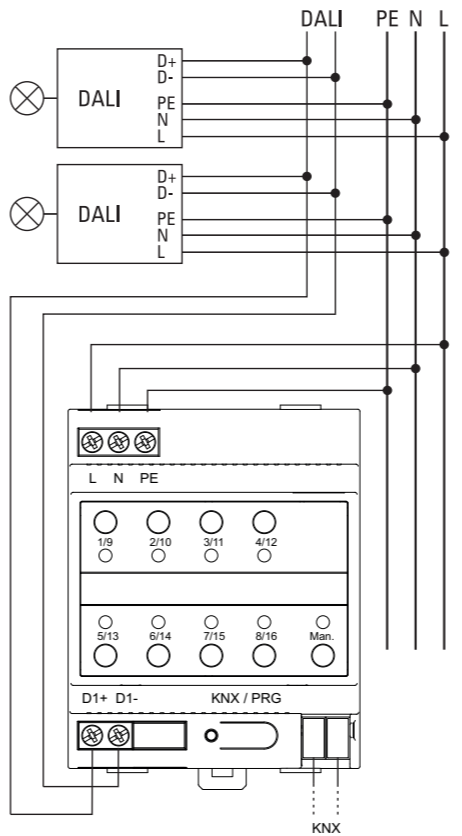 DALI PE N L
D+
D-
DALI
PE
N
L
D+
D-
DALI
PE
N
L
L N PE
1/9 2/10 3/11 4/12
5/13 6/14 7/15 8/16 Man.
D1+ D1- KNX / PRG
KNX